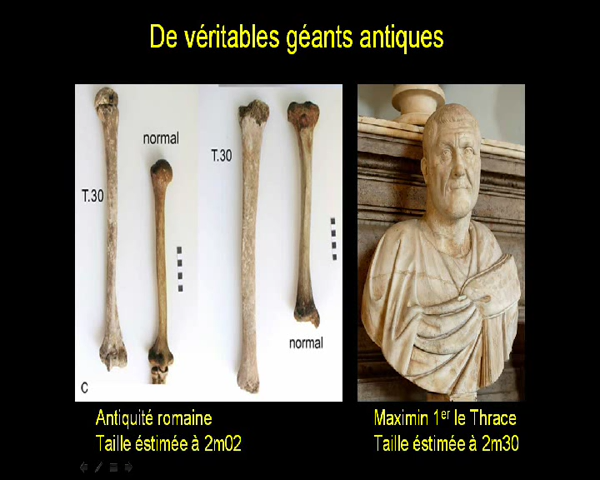 De véritables géants antiques
T.30
normal
T.30
normal
C
Antiquité romaine
Taille éstimée à 2m02
Maximin 1er le Thrace
Taille éstimée à 2m30